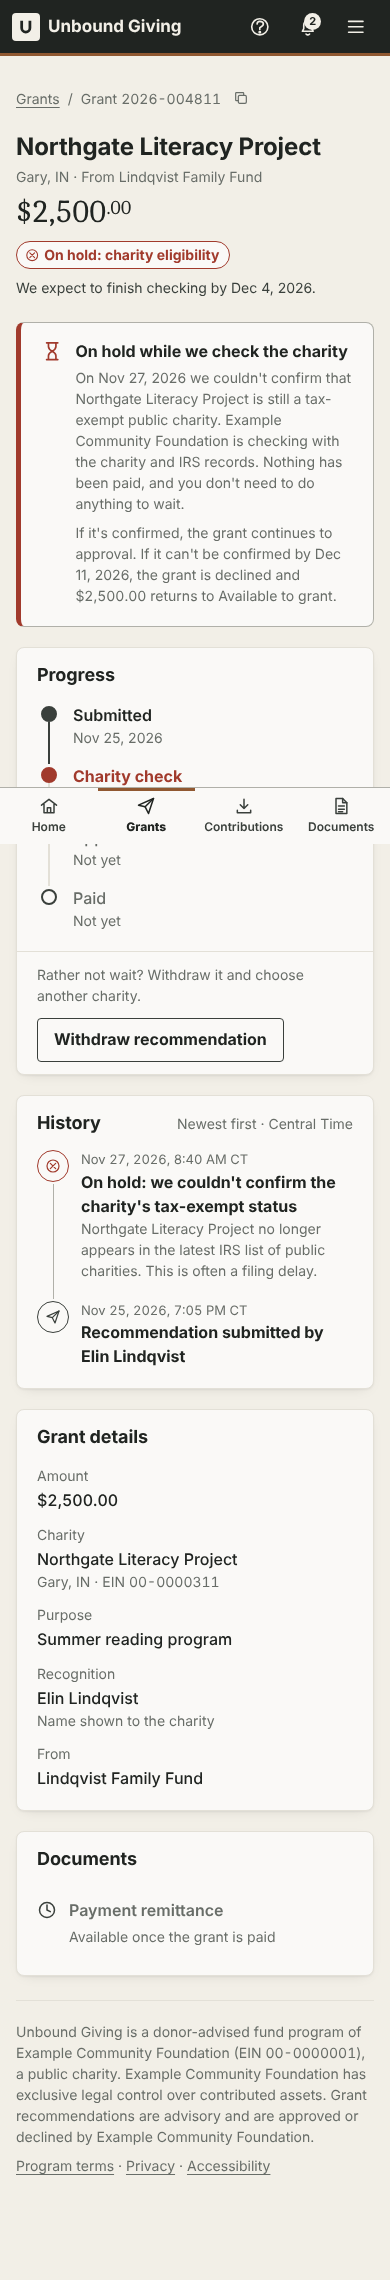 U Unbound Giving 2
Grants / Grant 2026-004811
Northgate Literacy Project
Gary, IN · From Lindqvist Family Fund
$2,500.00
On hold: charity eligibility
We expect to finish checking by Dec 4, 2026.
On hold while we check the charity
On Nov 27, 2026 we couldn't confirm that
Northgate Literacy Project is still a tax-
exempt public charity. Example
Community Foundation is checking with
the charity and IRS records. Nothing has
been paid, and you don't need to do
anything to wait.
If it's confirmed, the grant continues to
approval. If it can't be confirmed by Dec
11, 2026, the grant is declined and
$2,500.00 returns to Available to grant.
Progress
Submitted
Nov 25, 2026
Charity check
Home Grants Contributions Documents
Not yet
Paid
Not yet
Rather not wait? Withdraw it and choose
another charity.
Withdraw recommendation
History Newest first · Central Time
Nov 27, 2026, 8:40 AM CT
On hold: we couldn't confirm the
charity's tax-exempt status
Northgate Literacy Project no longer
appears in the latest IRS list of public
charities. This is often a filing delay.
Nov 25, 2026, 7:05 PM CT
Recommendation submitted by
Elin Lindqvist
Grant details
Amount
$2,500.00
Charity
Northgate Literacy Project
Gary, IN · EIN 00-0000311
Purpose
Summer reading program
Recognition
Elin Lindqvist
Name shown to the charity
From
Lindqvist Family Fund
Documents
Payment remittance
Available once the grant is paid
Unbound Giving is a donor-advised fund program of
Example Community Foundation (EIN 00-0000001),
a public charity. Example Community Foundation has
exclusive legal control over contributed assets. Grant
recommendations are advisory and are approved or
declined by Example Community Foundation.
Program terms · Privacy · Accessibility